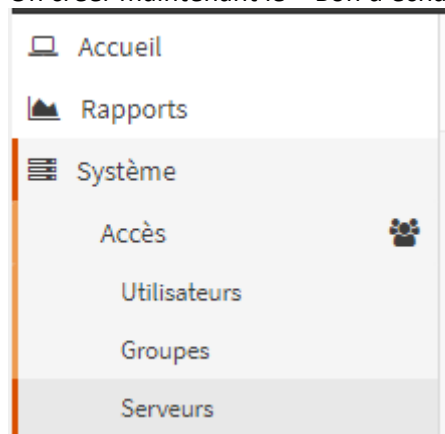 Accueil
Rapports
Système
Accès
Utilisateurs
Groupes
Serveurs